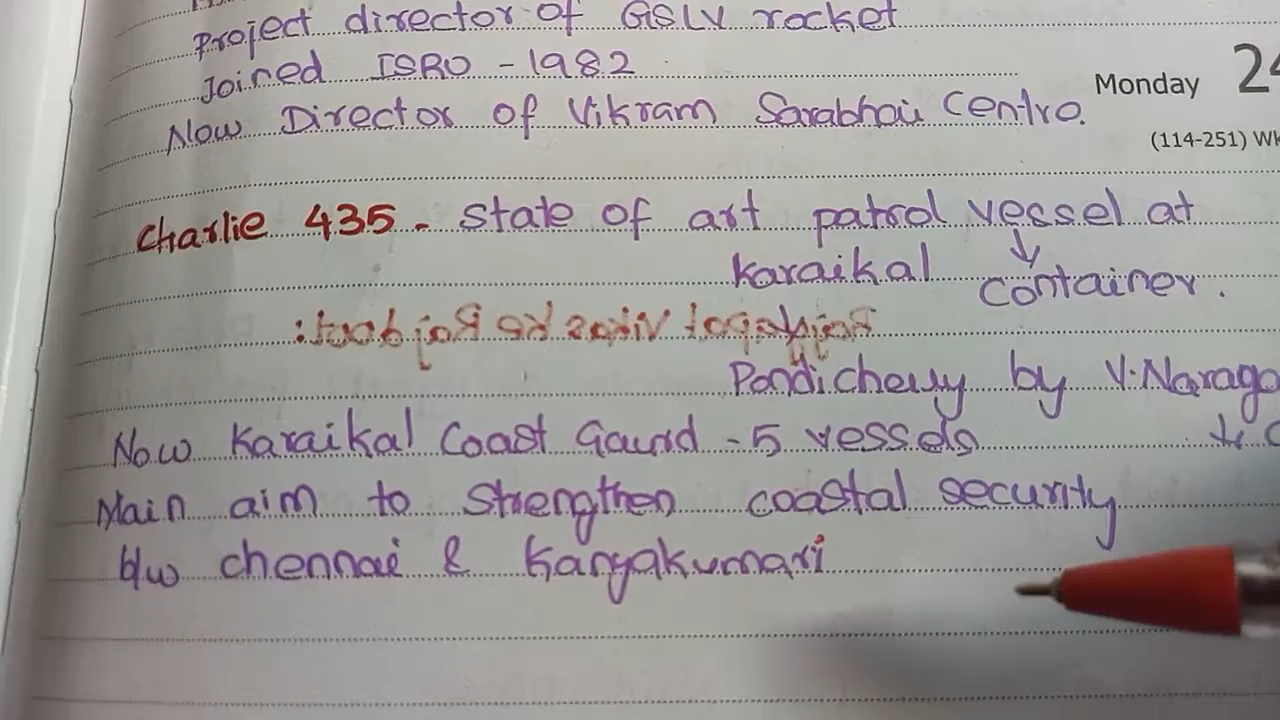 Project director of GSLV rocket
Joined ISRO - 1982
Now Director of Vikram Sarabhai Centre.
Monday 24
(114-251) Wk
Charlie 435 - State of art patrol vessel at
Karaikal ↓ Container.
Pondicherry by V. Narago
Now Karaikal Coast Gaurd - 5 vessels ↓
Main aim to strengthen coastal security
b/w chennai & Kanyakumari